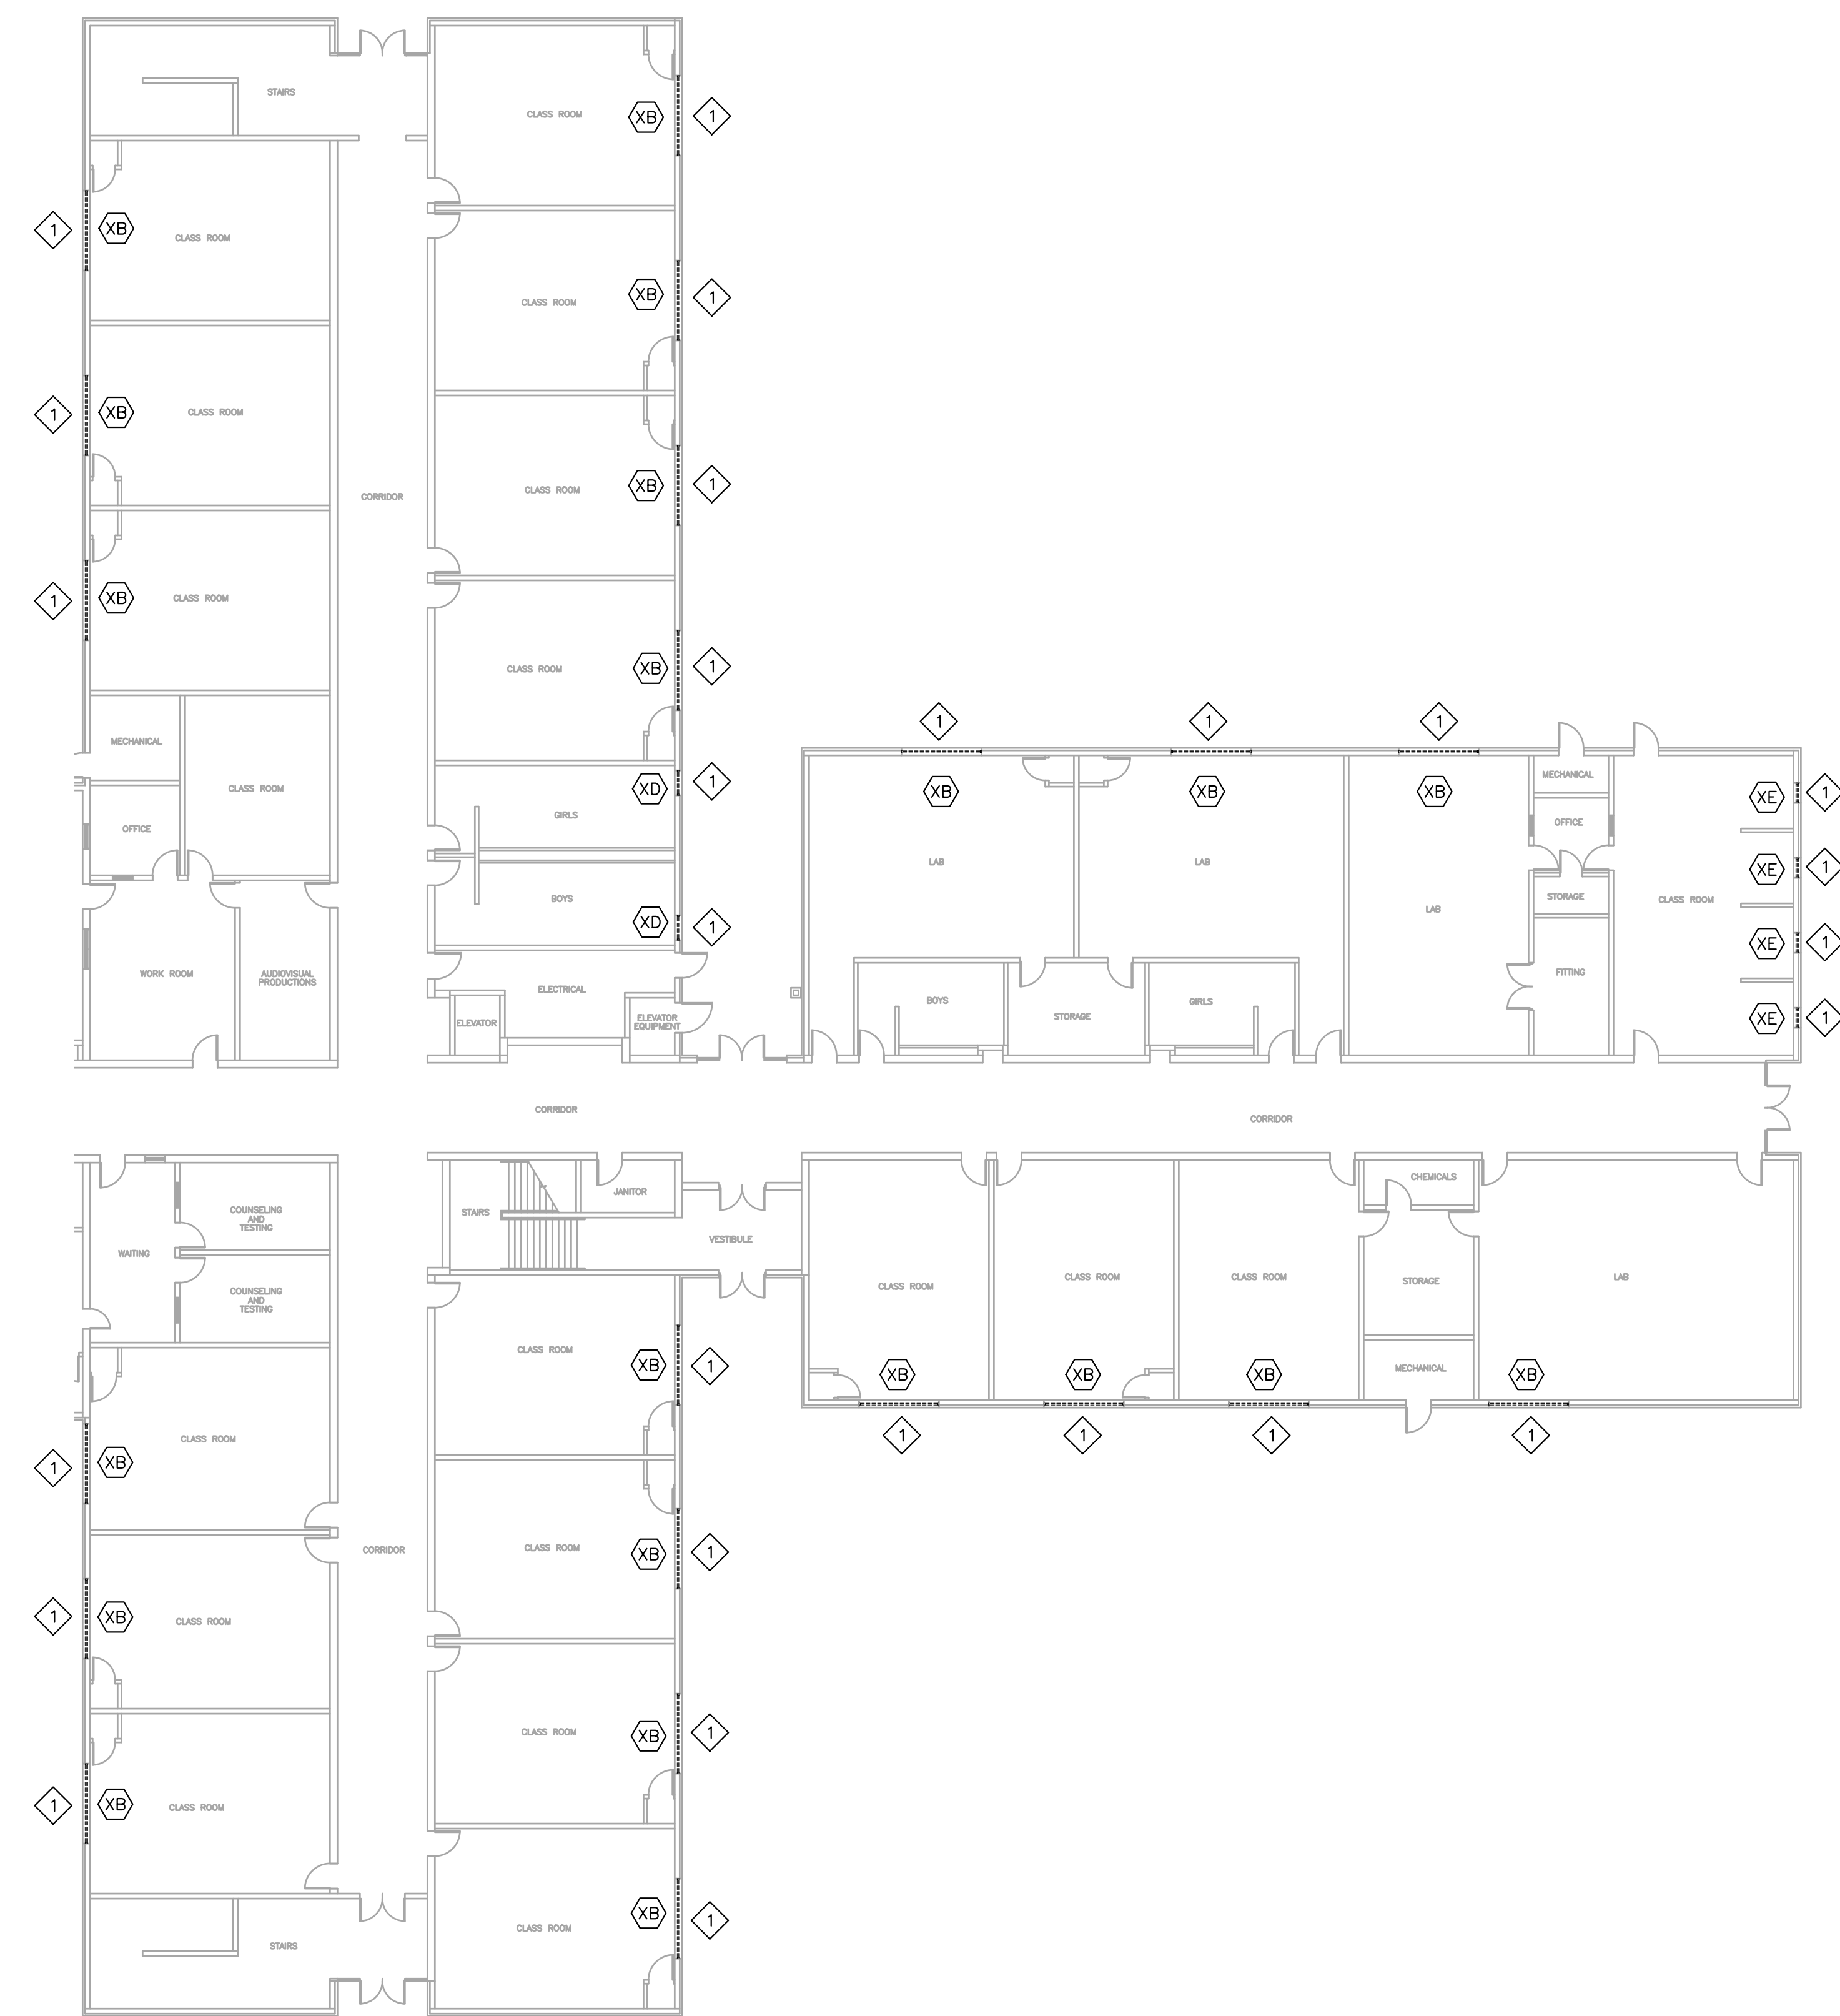 STAIRS
CLASS ROOM
XB
1
1
XB
CLASS ROOM
CLASS ROOM
XB
1
1
XB
CLASS ROOM
CORRIDOR
CLASS ROOM
XB
1
1
XB
CLASS ROOM
CLASS ROOM
XB
1
MECHANICAL
CLASS ROOM
OFFICE
GIRLS
XD
1
BOYS
XD
1
WORK ROOM
AUDIOVISUAL
PRODUCTIONS
ELECTRICAL
ELEVATOR
ELEVATOR
EQUIPMENT
1
1
1
XB
XB
XB
LAB
LAB
LAB
MECHANICAL
OFFICE
STORAGE
FITTING
CLASS ROOM
XE
1
XE
1
XE
1
XE
1
BOYS
STORAGE
GIRLS
CORRIDOR
CORRIDOR
WAITING
COUNSELING
AND
TESTING
COUNSELING
AND
TESTING
STAIRS
JANITOR
VESTIBULE
CLASS ROOM
CLASS ROOM
CLASS ROOM
CHEMICALS
STORAGE
MECHANICAL
LAB
XB
XB
XB
XB
1
1
1
1
CLASS ROOM
XB
1
1
XB
CLASS ROOM
CORRIDOR
CLASS ROOM
XB
1
1
XB
CLASS ROOM
CLASS ROOM
XB
1
1
XB
CLASS ROOM
CLASS ROOM
XB
1
STAIRS